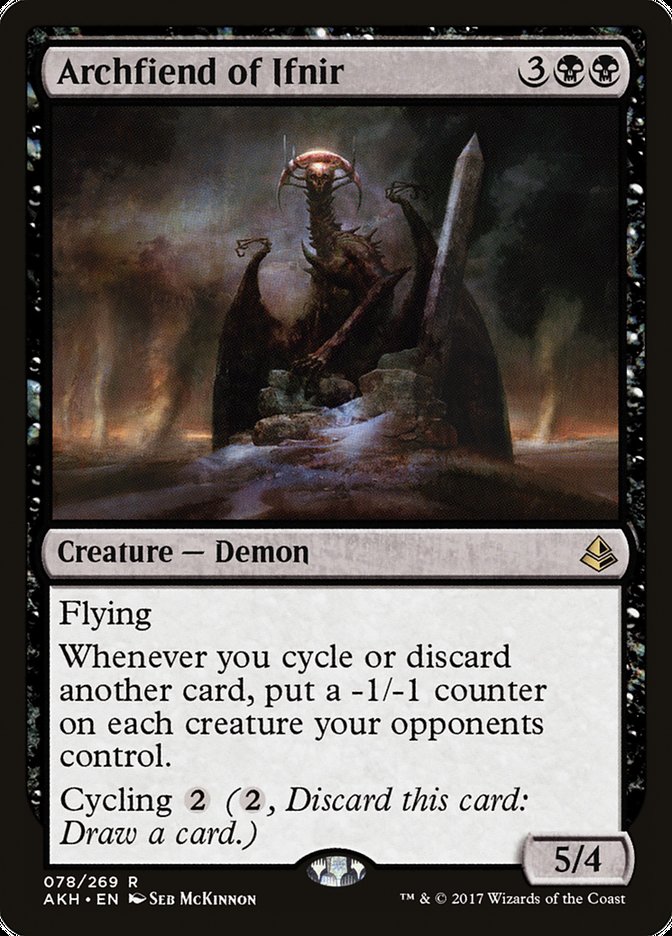 Archfiend of Ifnir 3
Creature — Demon
Flying
Whenever you cycle or discard
another card, put a -1/-1 counter
on each creature your opponents
control.
Cycling 2 (2, Discard this card:
Draw a card.)
5/4
078/269 R
AKH • EN Seb McKinnon
™ & © 2017 Wizards of the Coast